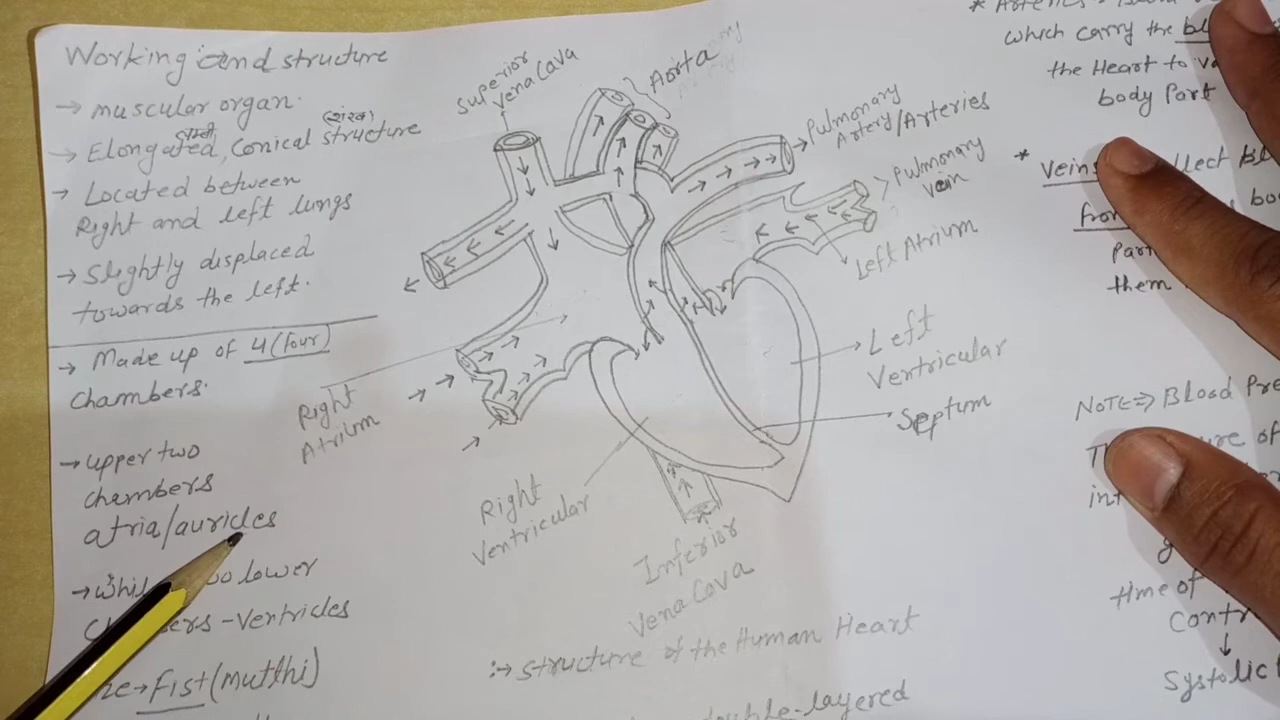 Working and structure
→ muscular organ.
लम्बी (शंख)
→ Elongated, Conical structure
→ Located between
Right and left lungs
→ Slightly displaced
towards the left.
→ Made up of 4 (four)
chambers.
→ upper two
chambers
atria/auricles
lower
-Ventricles
→ Fist (mutthi)
Superior
Vena Cava
Aorta
Pulmonary
Artery/Arteries
Pulmonary
vein
Left Atrium
Left
Ventricular
Septum
Right
Atrium
Right
Ventricular
Inferior
Vena Cava
:→ structure of the Human Heart
double-layered
which carry the
the Heart to
body Part
* Veins
them
NOTE⇒ Blood
time of
↓
Systolic